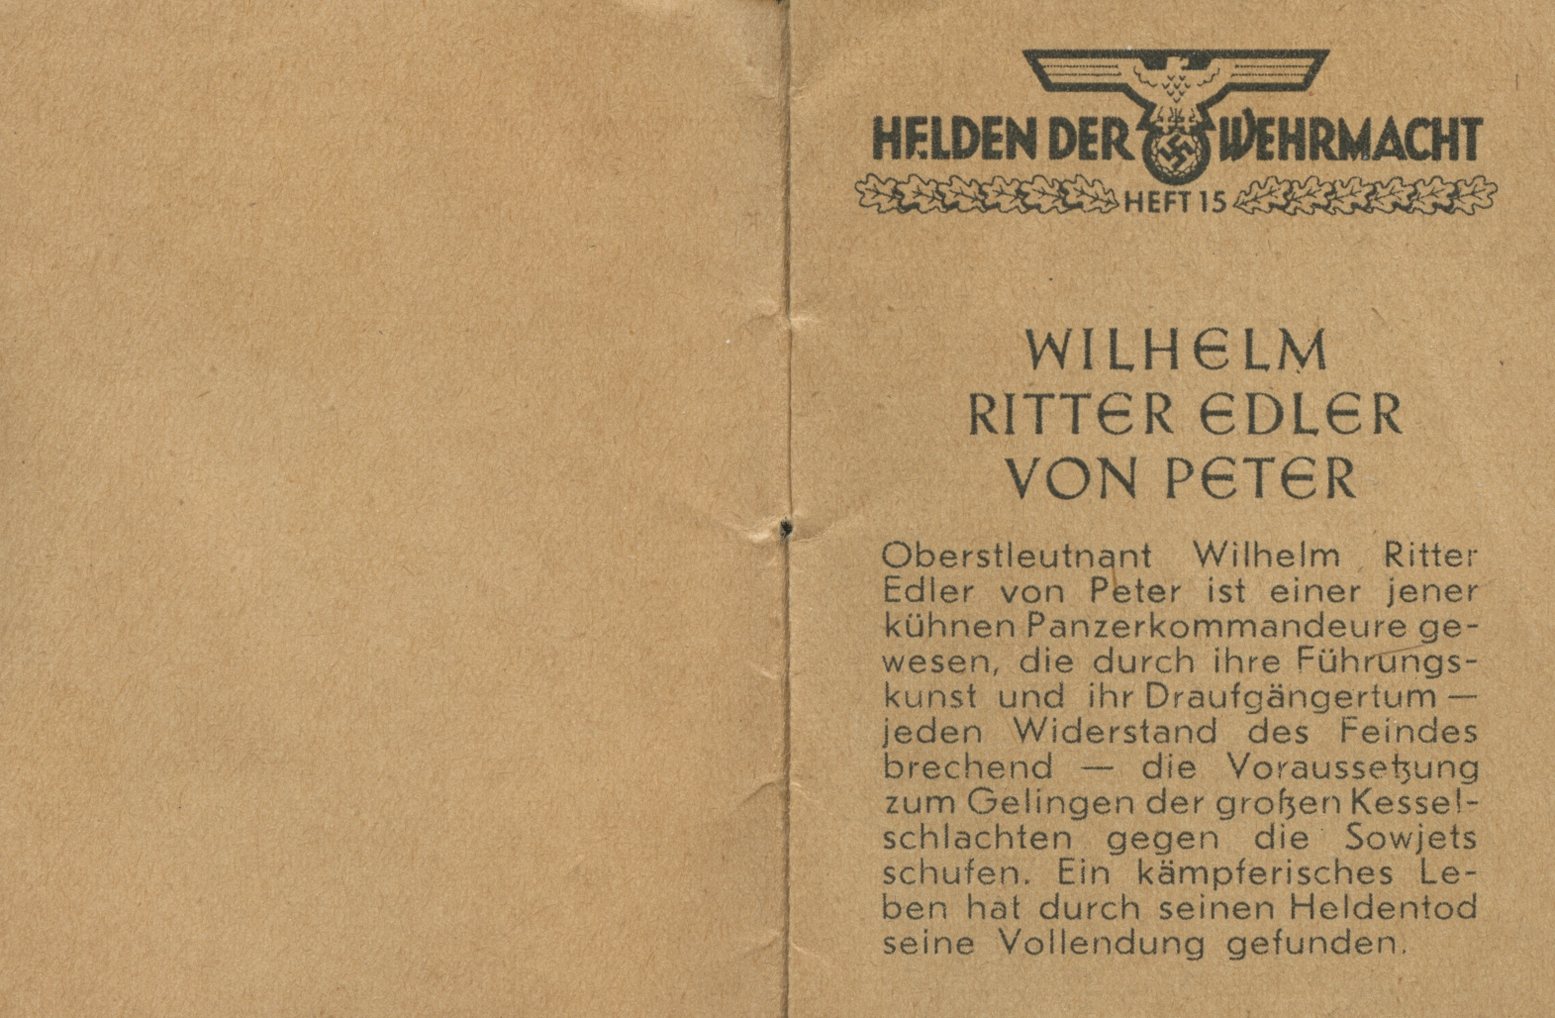 HELDEN DER WEHRMACHT
HEFT 15
WILHELM
RITTER EDLER
VON PETER
Oberstleutnant Wilhelm Ritter
Edler von Peter ist einer jener
kühnen Panzerkommandeure ge-
wesen, die durch ihre Führungs-
kunst und ihr Draufgängertum —
jeden Widerstand des Feindes
brechend — die Voraussetzung
zum Gelingen der großen Kessel-
schlachten gegen die Sowjets
schufen. Ein kämpferisches Le-
ben hat durch seinen Heldentod
seine Vollendung gefunden.